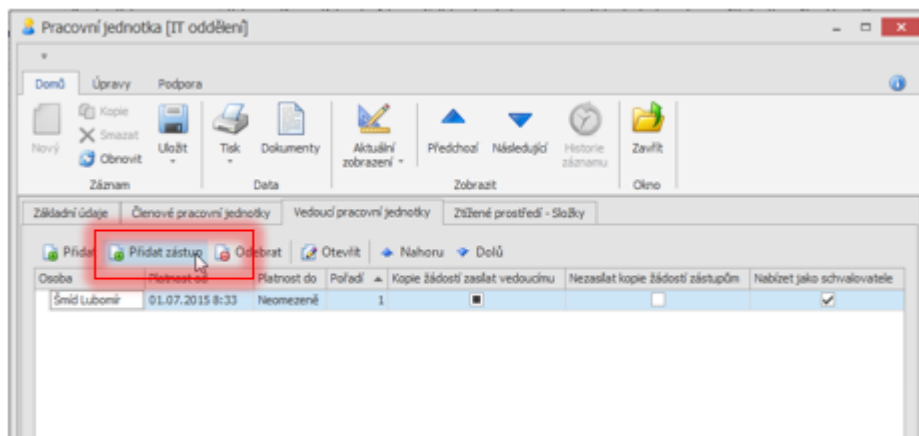 Pracovní jednotka [IT oddělení]
Domů Úpravy Podpora
Nový Kopie Smazat Obnovit Uložit Tisk Dokumenty Aktuální zobrazení Předchozí Následující Historie záznamu Zavřít
Záznam Data Zobrazit Okno
Základní údaje Členové pracovní jednotky Vedoucí pracovní jednotky Ztížené prostředí - Složky
Přidat Přidat zástup Odebrat Otevřít Nahoru Dolů
Osoba Platnost od Platnost do Pořadí Kopie žádostí zasílat vedoucímu Nezasílat kopie žádostí zástupům Nabízet jako schvalovatele
Šmíd Lubomír 01.07.2015 8:33 Neomezeně 1